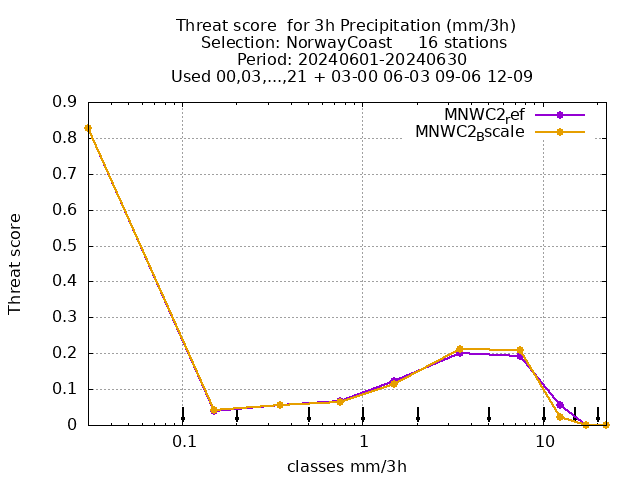 Threat score  for 3h Precipitation (mm/3h)
Selection: NorwayCoast     16 stations
Period: 20240601-20240630
Used 00,03,...,21 + 03-00 06-03 09-06 12-09
MNWC2_ref
MNWC2_Bscale
0.9
0.8
0.7
0.6
0.5
0.4
0.3
0.2
0.1
0
Threat score
0.1 1 10
classes mm/3h